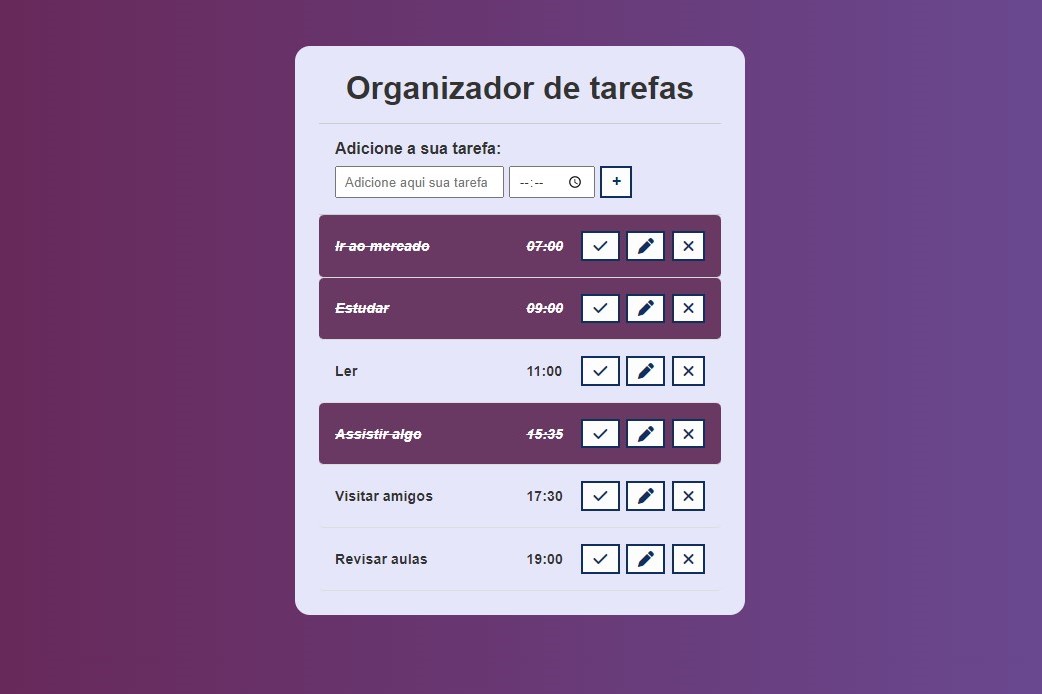 Organizador de tarefas
Adicione a sua tarefa:
Adicione aqui sua tarefa --:-- +
Ir ao mercado 07:00
Estudar 09:00
Ler 11:00
Assistir algo 15:35
Visitar amigos 17:30
Revisar aulas 19:00